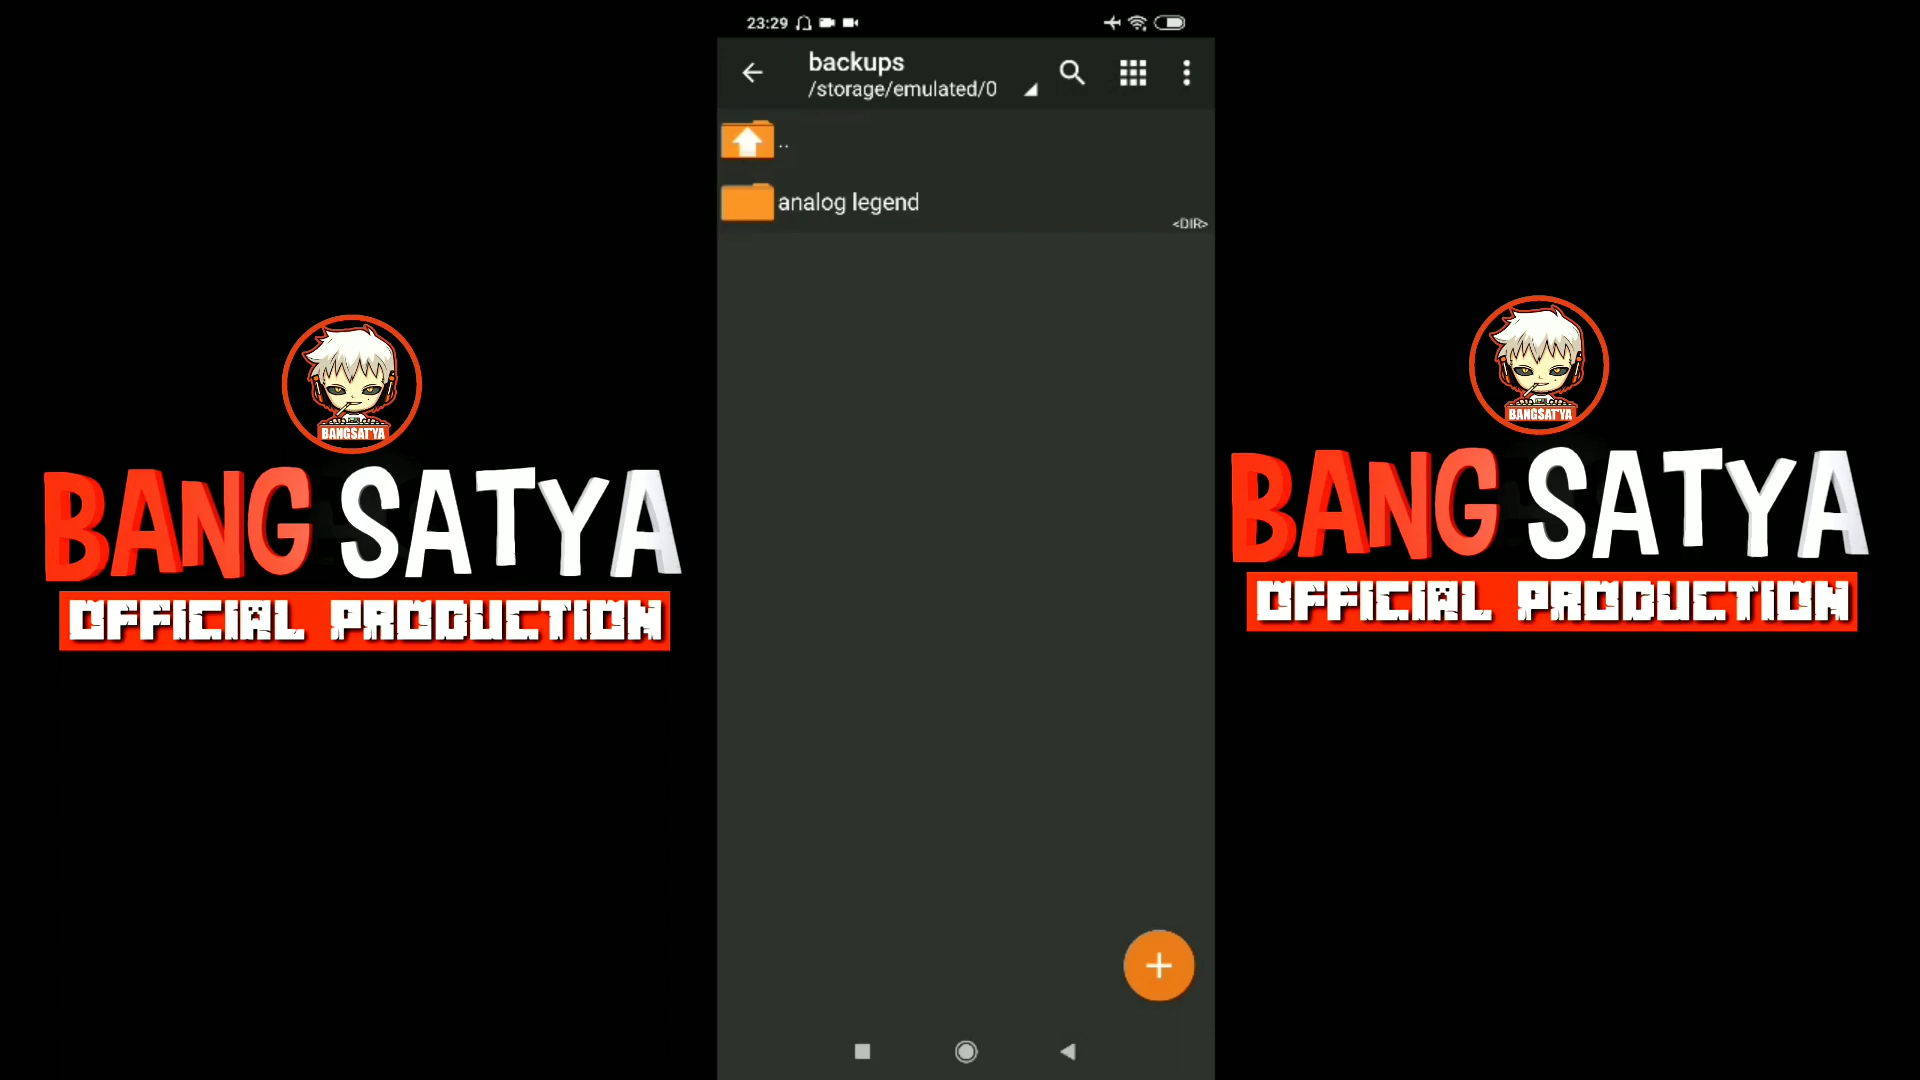 23:29
backups
/storage/emulated/0
..
analog legend
<DIR>
BANGSATYA
BANG SATYA
OFFICIAL PRODUCTION
BANGSATYA
BANG SATYA
OFFICIAL PRODUCTION